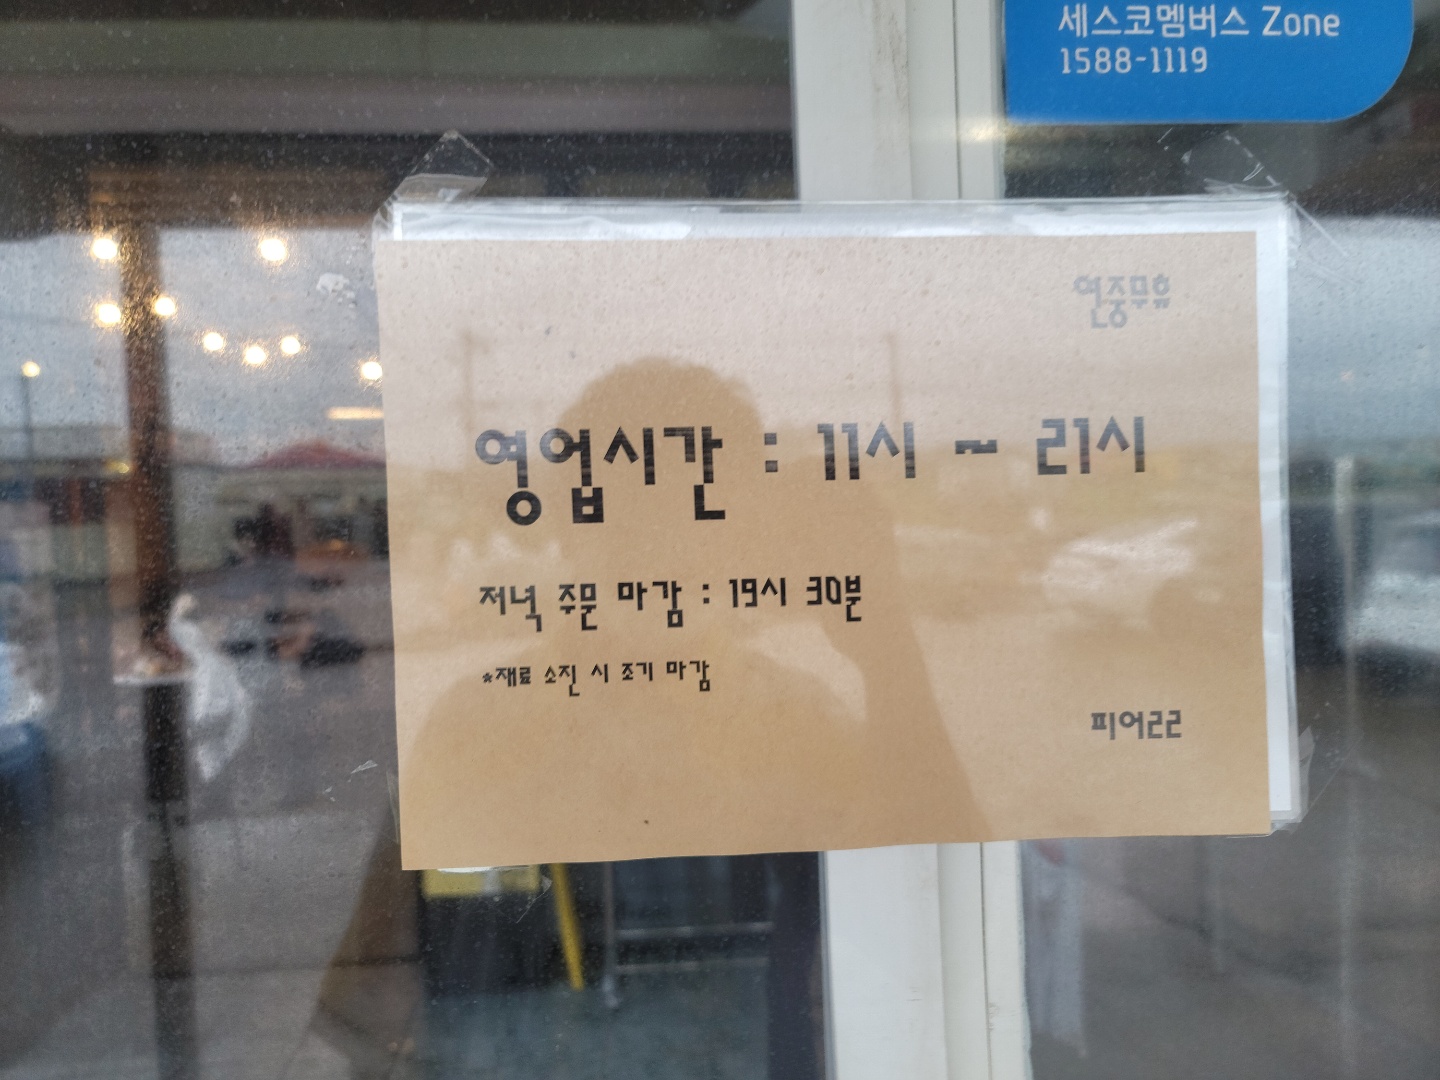 세스코멤버스 Zone
1588-1119
연중무휴
영업시간 : 11시 ~ 21시
저녁 주문 마감 : 19시 30분
*재료 소진 시 조기 마감
피어22